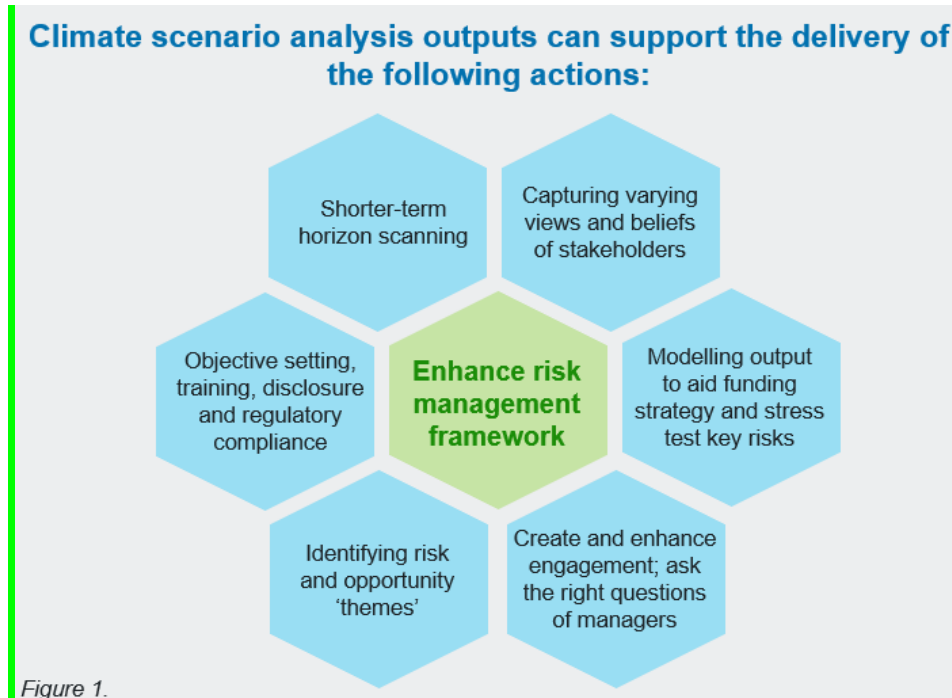 Climate scenario analysis outputs can support the delivery of
the following actions:
Shorter-term
horizon scanning
Capturing varying
views and beliefs
of stakeholders
Objective setting,
training, disclosure
and regulatory
compliance
Enhance risk
management
framework
Modelling output
to aid funding
strategy and stress
test key risks
Identifying risk
and opportunity
‘themes’
Create and enhance
engagement; ask
the right questions
of managers
Figure 1.